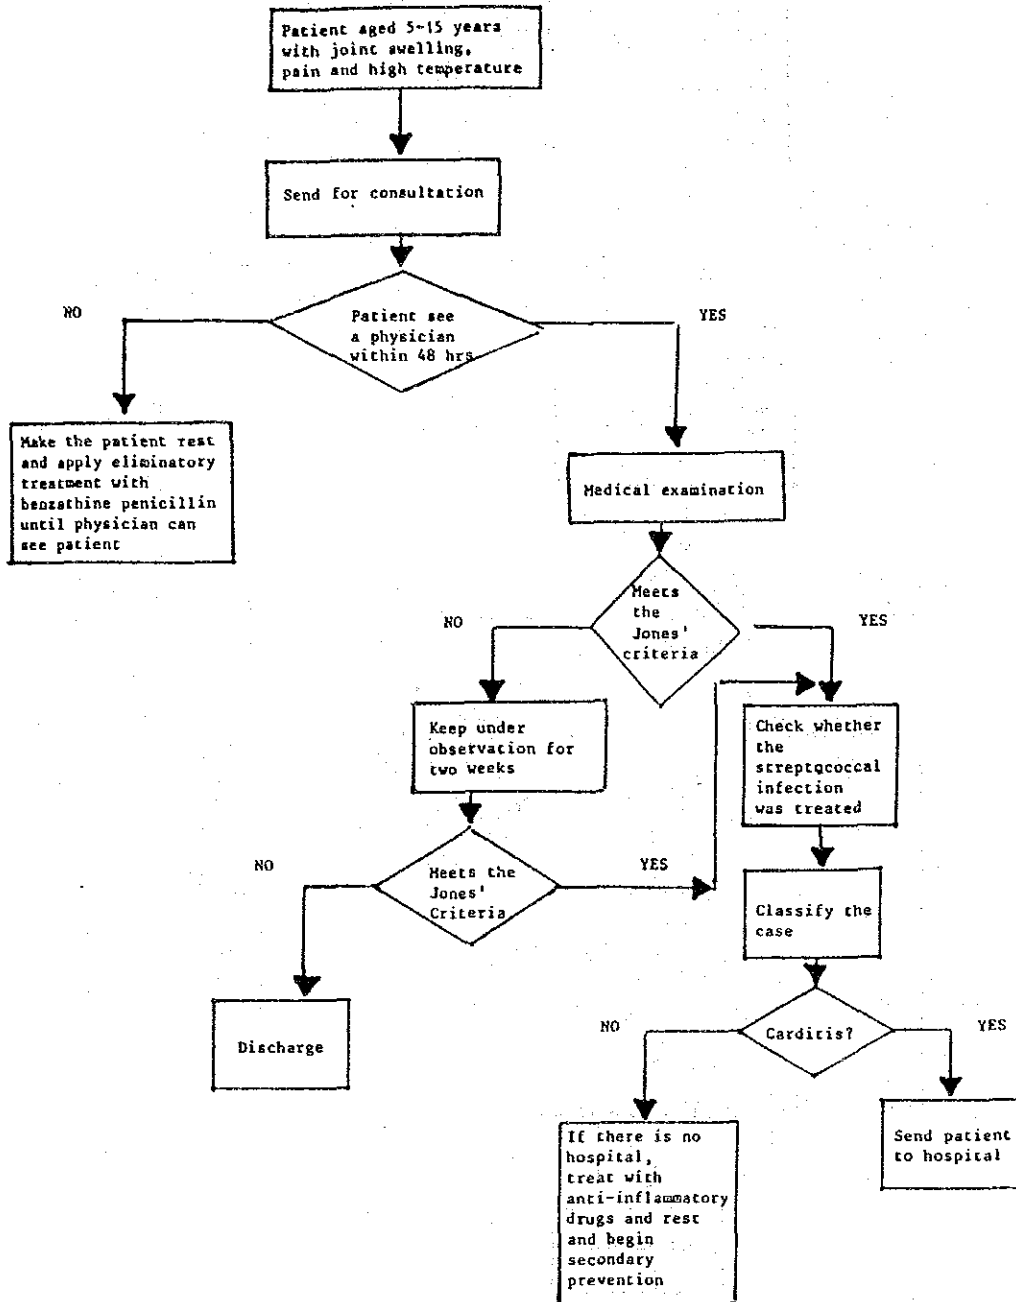 Patient aged 5-15 years
with joint swelling,
pain and high temperature
Send for consultation
NO
Patient see
a physician
within 48 hrs
YES
Make the patient rest
and apply eliminatory
treatment with
benzathine penicillin
until physician can
see patient
Medical examination
NO
Meets
the
Jones'
criteria
YES
Keep under
observation for
two weeks
Check whether
the
streptococcal
infection
was treated
NO
Meets the
Jones'
Criteria
YES
Classify the
case
Discharge
NO
Carditis?
YES
If there is no
hospital,
treat with
anti-inflammatory
drugs and rest
and begin
secondary
prevention
Send patient
to hospital